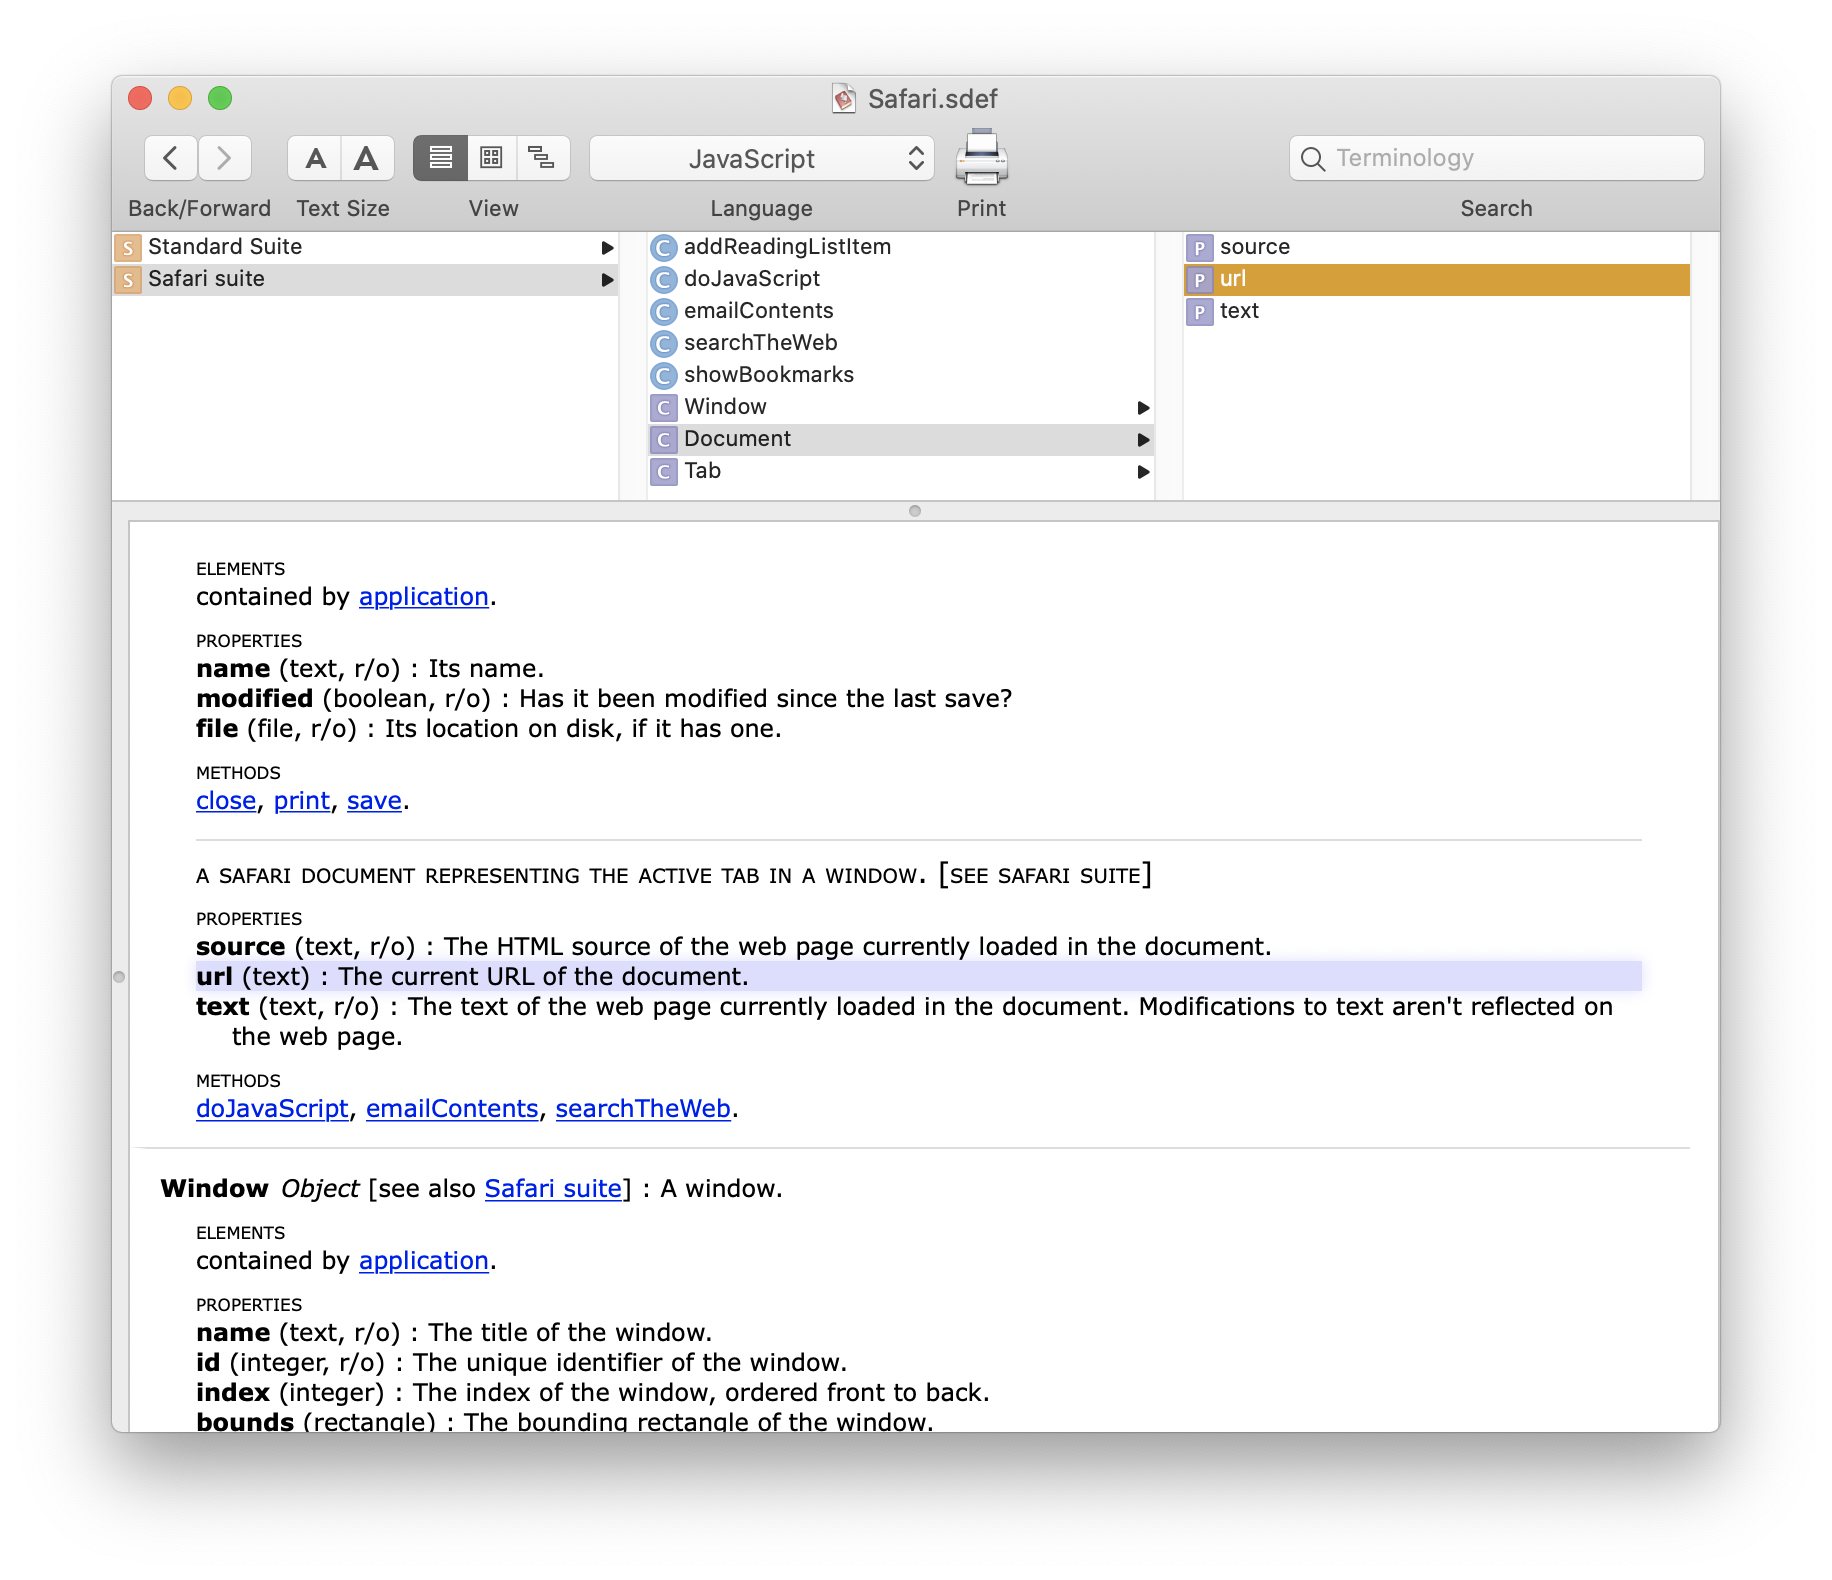 Safari.sdef
A A
JavaScript
Terminology
Back/Forward Text Size View Language Print Search
S Standard Suite
S Safari suite
C addReadingListItem
C doJavaScript
C emailContents
C searchTheWeb
C showBookmarks
C Window
C Document
C Tab
P source
P url
P text
ELEMENTS
contained by application.
PROPERTIES
name (text, r/o) : Its name.
modified (boolean, r/o) : Has it been modified since the last save?
file (file, r/o) : Its location on disk, if it has one.
METHODS
close, print, save.
A SAFARI DOCUMENT REPRESENTING THE ACTIVE TAB IN A WINDOW. [SEE SAFARI SUITE]
PROPERTIES
source (text, r/o) : The HTML source of the web page currently loaded in the document.
url (text) : The current URL of the document.
text (text, r/o) : The text of the web page currently loaded in the document. Modifications to text aren't reflected on
the web page.
METHODS
doJavaScript, emailContents, searchTheWeb.
Window Object [see also Safari suite] : A window.
ELEMENTS
contained by application.
PROPERTIES
name (text, r/o) : The title of the window.
id (integer, r/o) : The unique identifier of the window.
index (integer) : The index of the window, ordered front to back.
bounds (rectangle) : The bounding rectangle of the window.